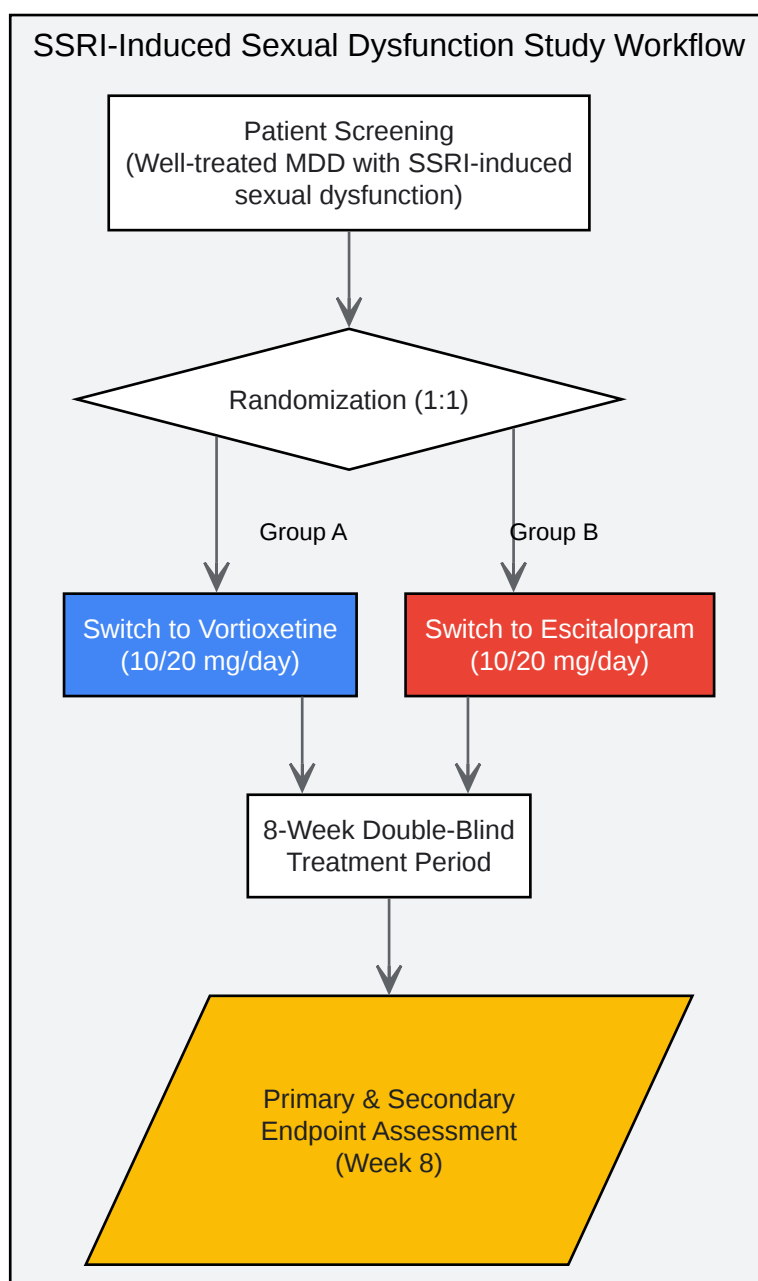 SSRI-Induced Sexual Dysfunction Study Workflow
Patient Screening
(Well-treated MDD with SSRI-induced
sexual dysfunction)
Randomization (1:1)
Group A
Group B
Switch to Vortioxetine
(10/20 mg/day)
Switch to Escitalopram
(10/20 mg/day)
8-Week Double-Blind
Treatment Period
Primary & Secondary
Endpoint Assessment
(Week 8)